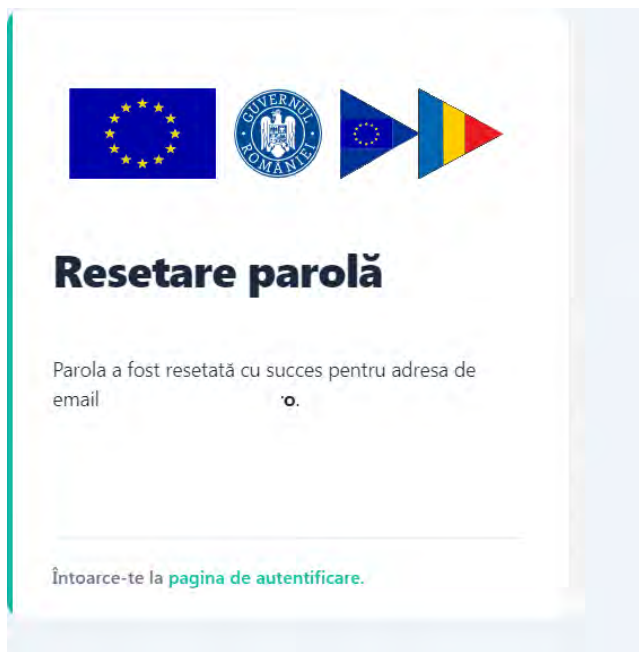 GUVERNUL ROMÂNIEI
Resetare parolă
Parola a fost resetată cu succes pentru adresa de
email o.
Întoarce-te la pagina de autentificare.